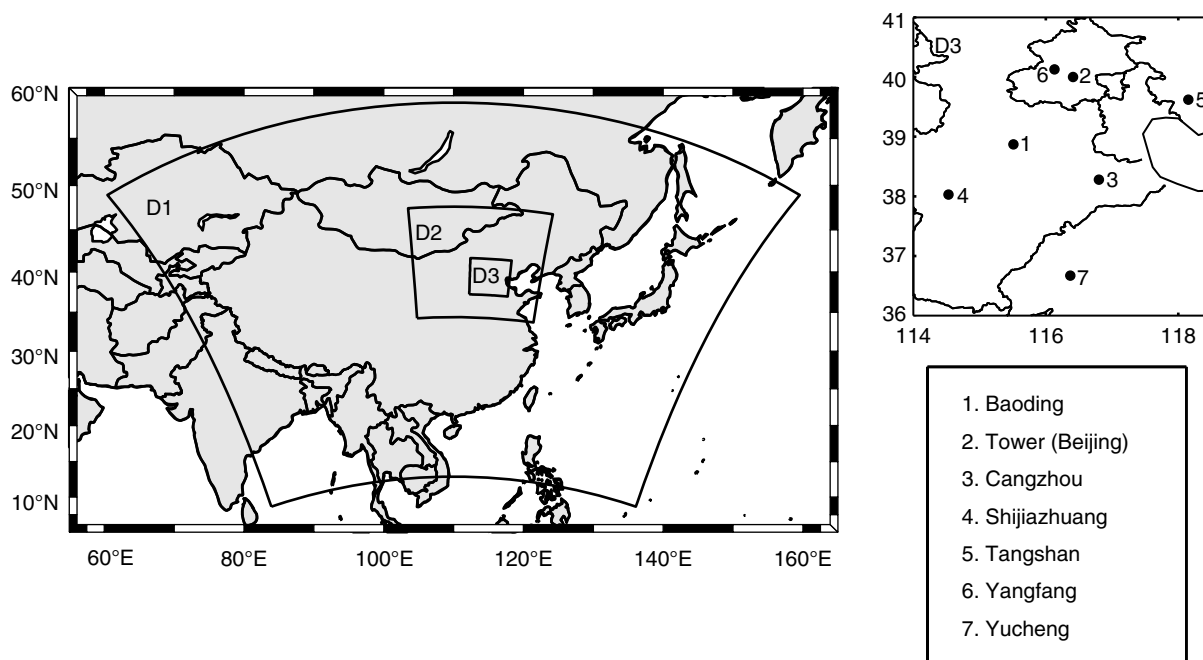 60°N
50°N
40°N
30°N
20°N
10°N
60°E
80°E
100°E
120°E
140°E
160°E
D1
D2
D3
41
40
39
38
37
36
114
116
118
D3
6
2
5
1
3
4
7
1. Baoding
2. Tower (Beijing)
3. Cangzhou
4. Shijiazhuang
5. Tangshan
6. Yangfang
7. Yucheng